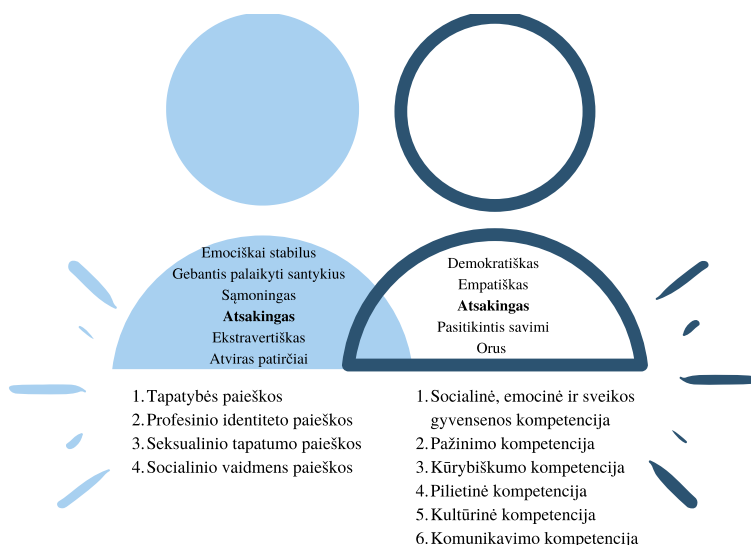 Emociškai stabilus
Gebantis palaikyti santykius
Sąmoningas
Atsakingas
Ekstravertiškas
Atviras patirčiai
Demokratiškas
Empatiškas
Atsakingas
Pasitikintis savimi
Orus
1. Tapatybės paieškos
2. Profesinio identiteto paieškos
3. Seksualinio tapatumo paieškos
4. Socialinio vaidmens paieškos
1. Socialinė, emocinė ir sveikos
gyvensenos kompetencija
2. Pažinimo kompetencija
3. Kūrybiškumo kompetencija
4. Pilietinė kompetencija
5. Kultūrinė kompetencija
6. Komunikavimo kompetencija